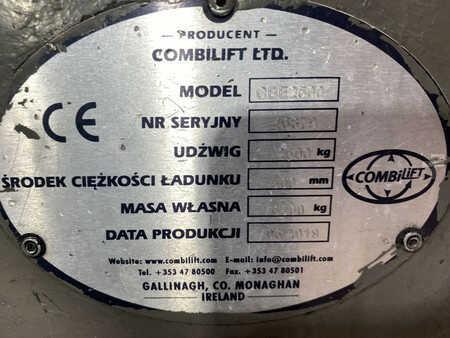 PRODUCENT
COMBILIFT LTD.
MODEL
CE
NR SERYJNY
UDŹWIG kg
ŚRODEK CIĘŻKOŚCI ŁADUNKU mm
COMBiLiFT
MASA WŁASNA kg
DATA PRODUKCJI
Website: www.combilift.com E-mail: info@combilift.com
Tel. +353 47 80500 Fax. +353 47 80501
GALLINAGH, CO. MONAGHAN
IRELAND